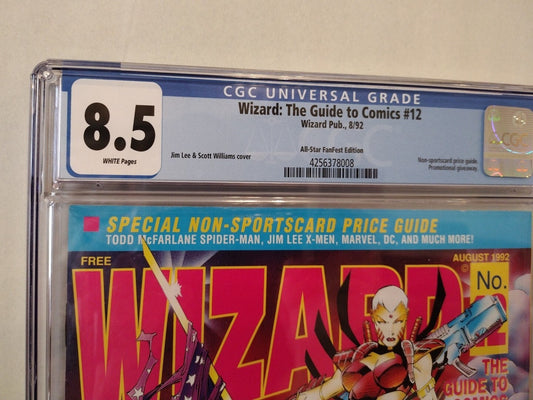 CGC UNIVERSAL GRADE
8.5
WHITE Pages
Wizard: The Guide to Comics #12
Wizard Pub., 8/92
All-Star FanFest Edition
Jim Lee & Scott Williams cover
4256378008
Non-sportscard price guide.
Promotional giveaway.
CGC
SPECIAL NON-SPORTSCARD PRICE GUIDE
TODD McFARLANE SPIDER-MAN, JIM LEE X-MEN, MARVEL, DC, AND MUCH MORE!
FREE
AUGUST 1992
WIZARD
No.
THE
GUIDE TO